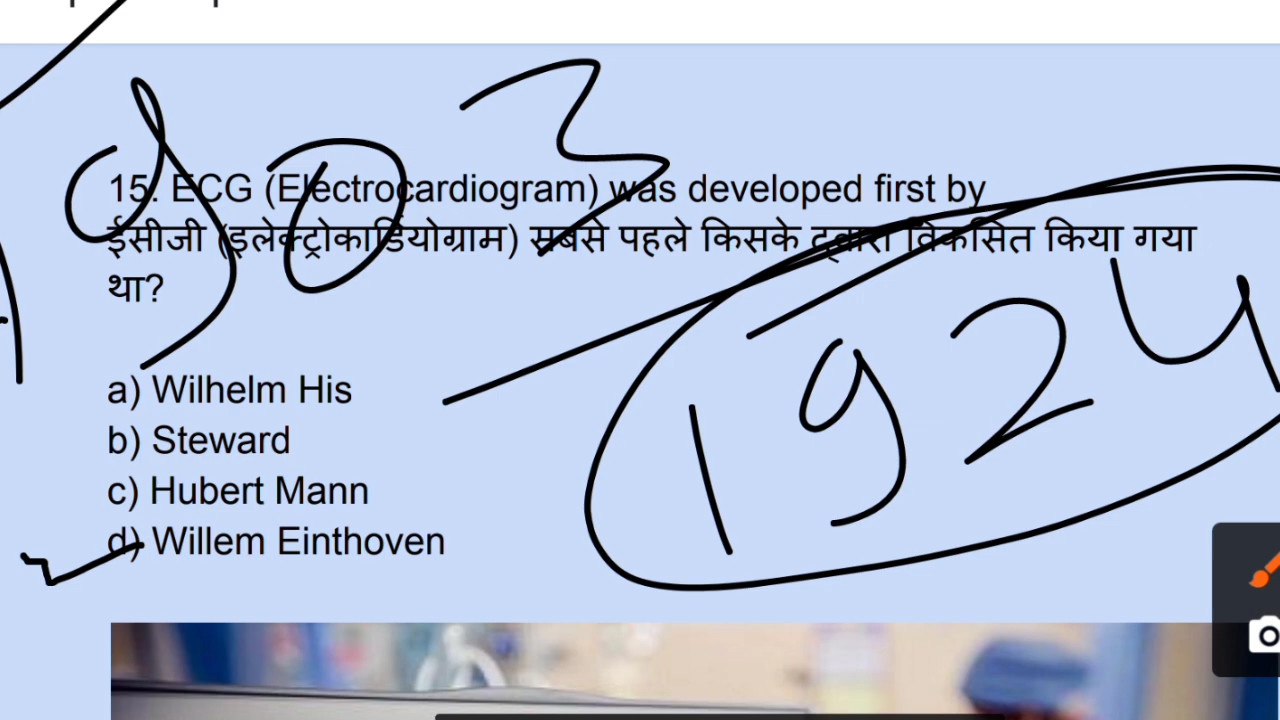 903
15. ECG (Electrocardiogram) was developed first by
ईसीजी (इलेक्ट्रोकार्डियोग्राम) सबसे पहले किसके द्वारा विकसित किया गया
था?
1924
a) Wilhelm His
b) Steward
c) Hubert Mann
d) Willem Einthoven